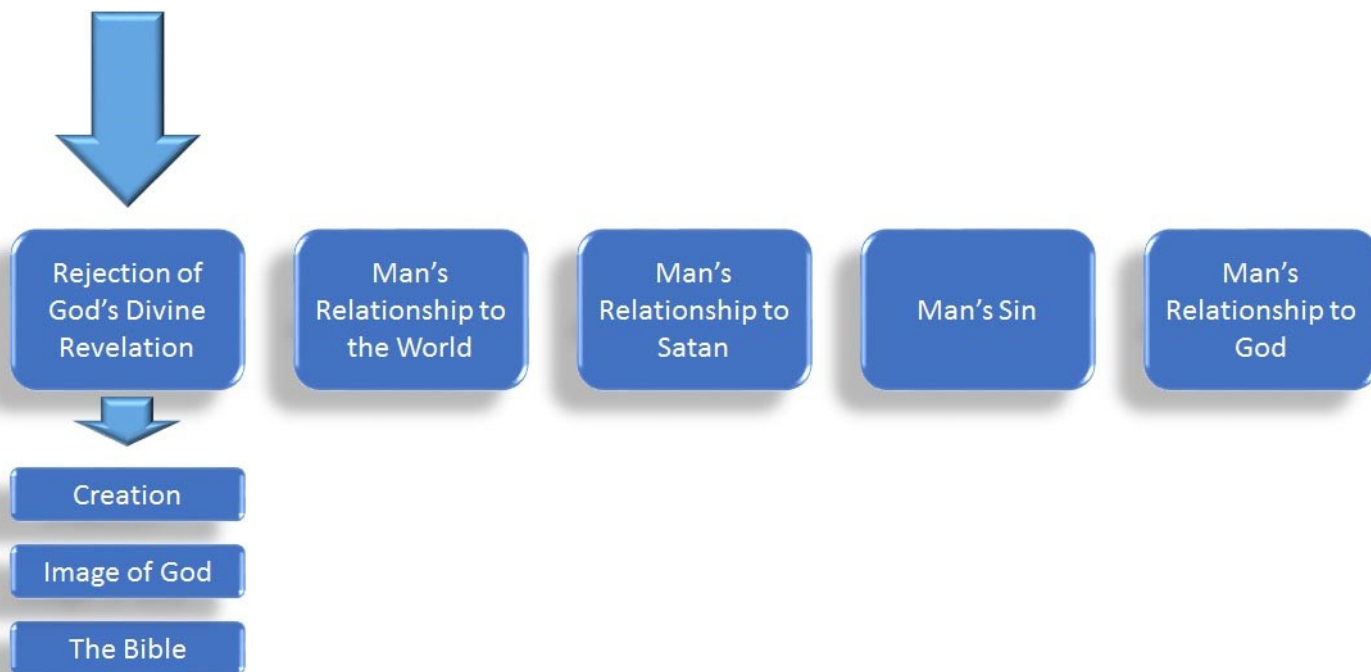 Rejection of
God’s Divine
Revelation
Man’s
Relationship to
the World
Man’s
Relationship to
Satan
Man’s Sin
Man’s
Relationship to
God
Creation
Image of God
The Bible